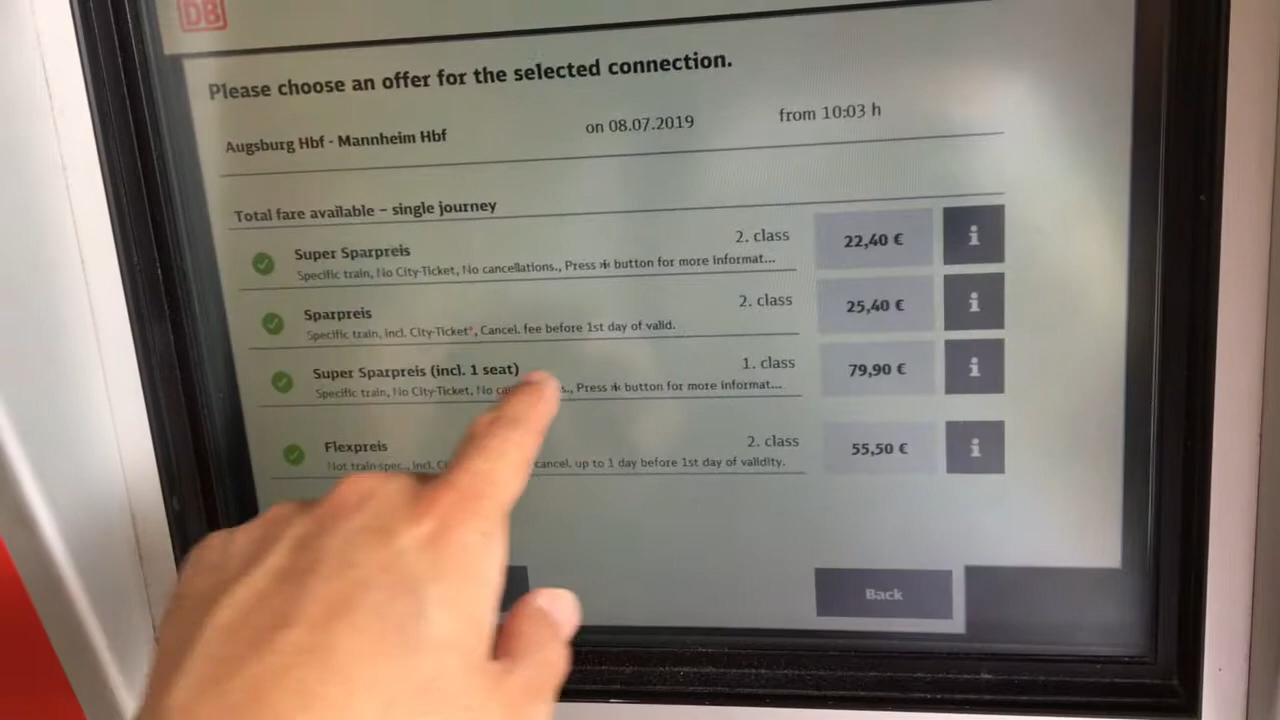 DB
Please choose an offer for the selected connection.
Augsburg Hbf - Mannheim Hbf on 08.07.2019 from 10:03 h
Total fare available – single journey
Super Sparpreis 2. class 22,40 € i
Specific train, No City-Ticket, No cancellations., Press button for more informat...
Sparpreis 2. class 25,40 € i
Specific train, incl. City-Ticket*, Cancel. fee before 1st day of valid.
Super Sparpreis (incl. 1 seat) 1. class 79,90 € i
Specific train, No City-Ticket, No Press button for more informat...
Flexpreis 2. class 55,50 € i
Not train-spec., incl. cancel. up to 1 day before 1st day of validity.
Back